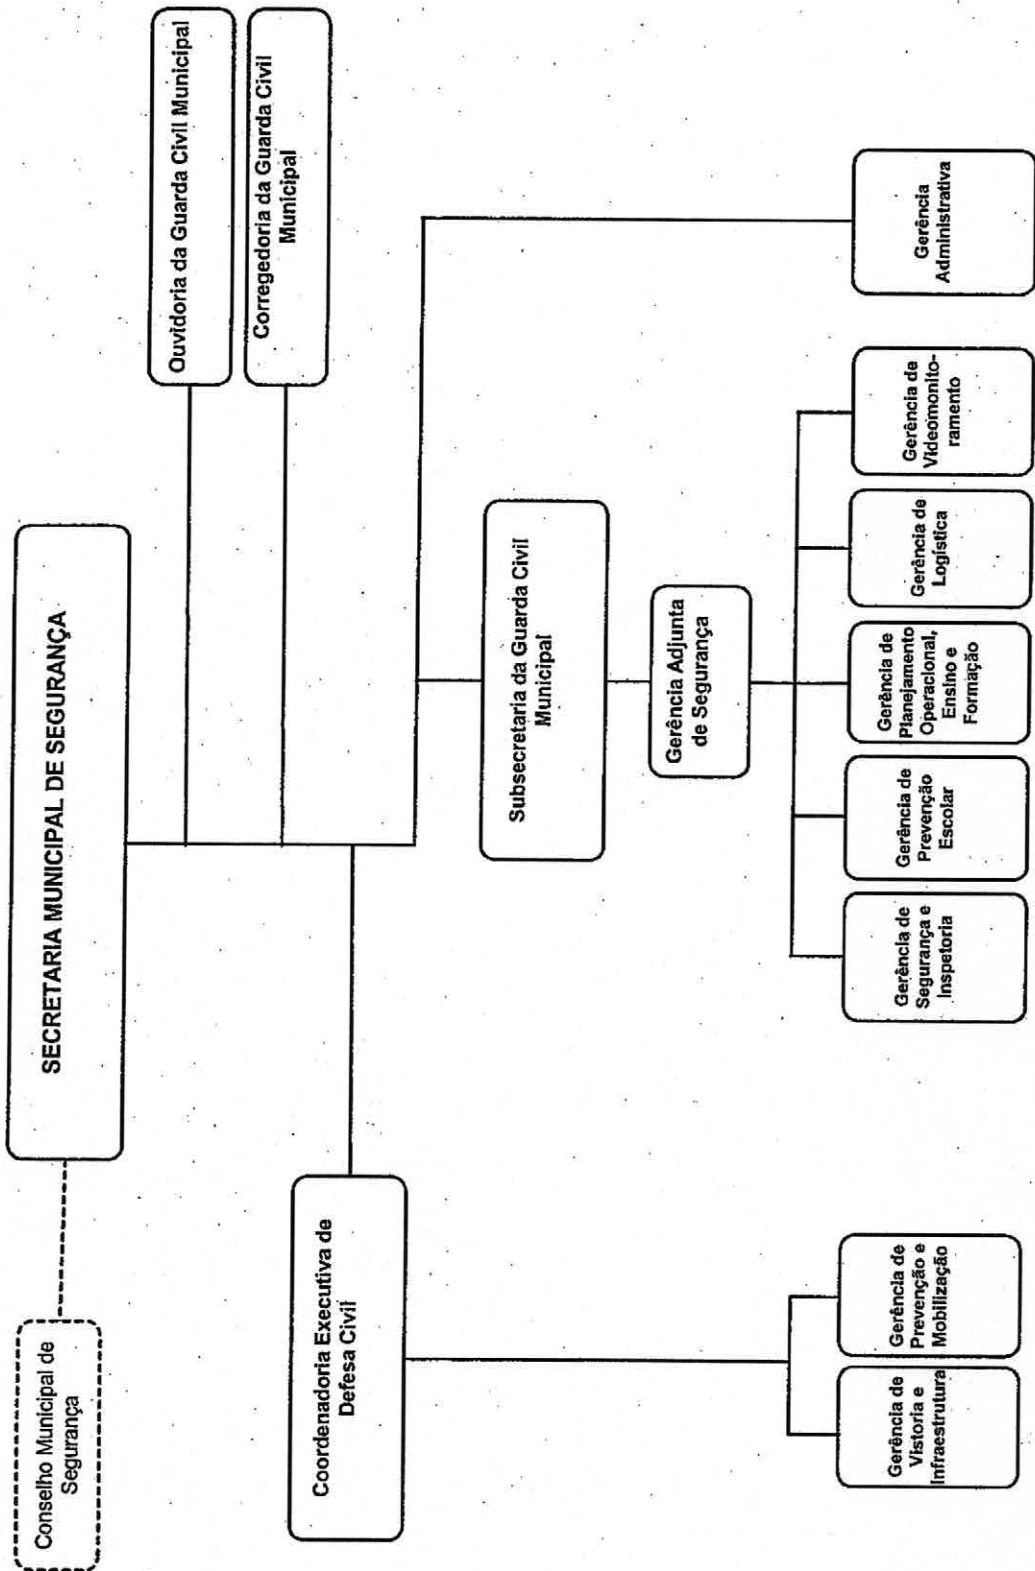 SECRETARIA MUNICIPAL DE SEGURANÇA
Conselho Municipal de
Segurança
Ouvidoria da Guarda Civil Municipal
Corregedoria da Guarda Civil
Municipal
Coordenadoria Executiva de
Defesa Civil
Subsecretaria da Guarda Civil
Municipal
Gerência Adjunta
de Segurança
Gerência de
Vistoria e
Infraestrutura
Gerência de
Prevenção e
Mobilização
Gerência de
Segurança e
Inspetoria
Gerência de
Prevenção
Escolar
Gerência de
Planejamento
Operacional,
Ensino e
Formação
Gerência de
Logística
Gerência de
Videomonito-
ramento
Gerência
Administrativa